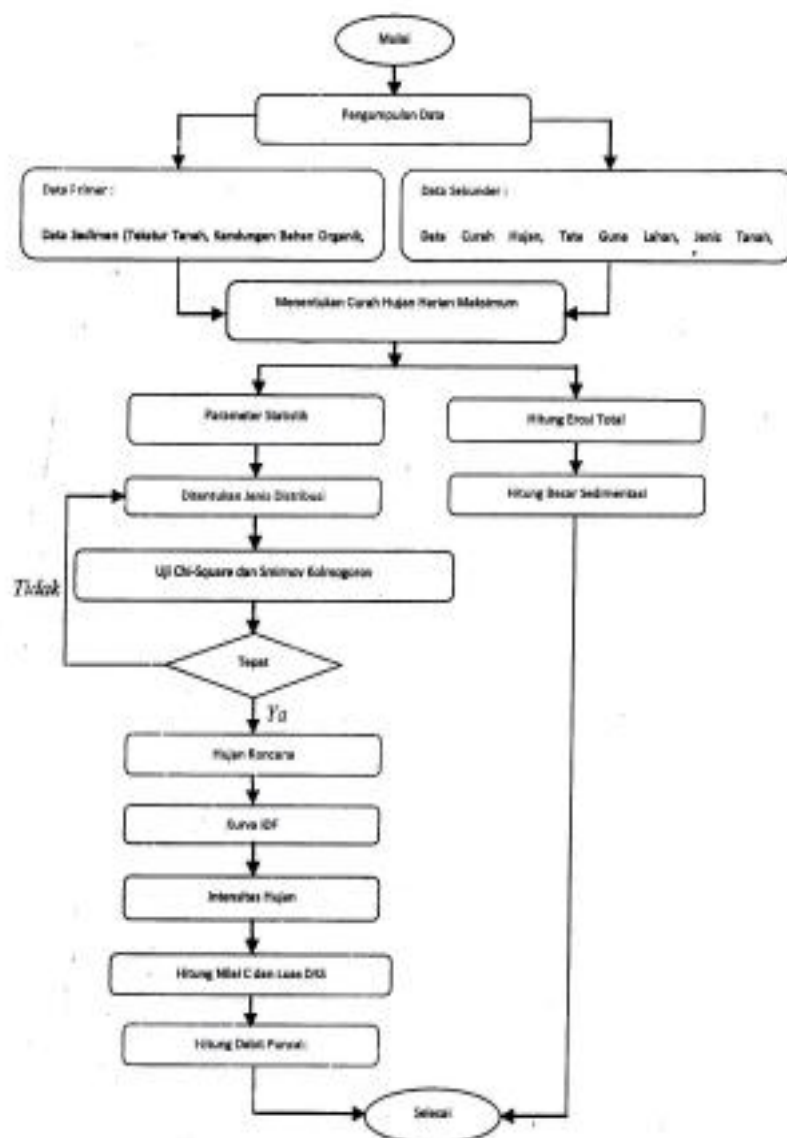 Mulai
Pengumpulan Data
Data Primer :
Data Sedimen (Tekstur Tanah, Kandungan Bahan Organik,
Data Sekunder :
Data Curah Hujan, Tata Guna Lahan, Jenis Tanah,
Menentukan Curah Hujan Harian Maksimum
Parameter Statistik
Hitung Erosi Total
Ditentukan Jenis Distribusi
Hitung Besar Sedimentasi
Uji Chi-Square dan Smirnov Kolmogorov
Tidak
Tepat
Ya
Hujan Rencana
Kurva IDF
Intensitas Hujan
Hitung Nilai C dan Luas DAS
Hitung Debit Puncak
Selesai